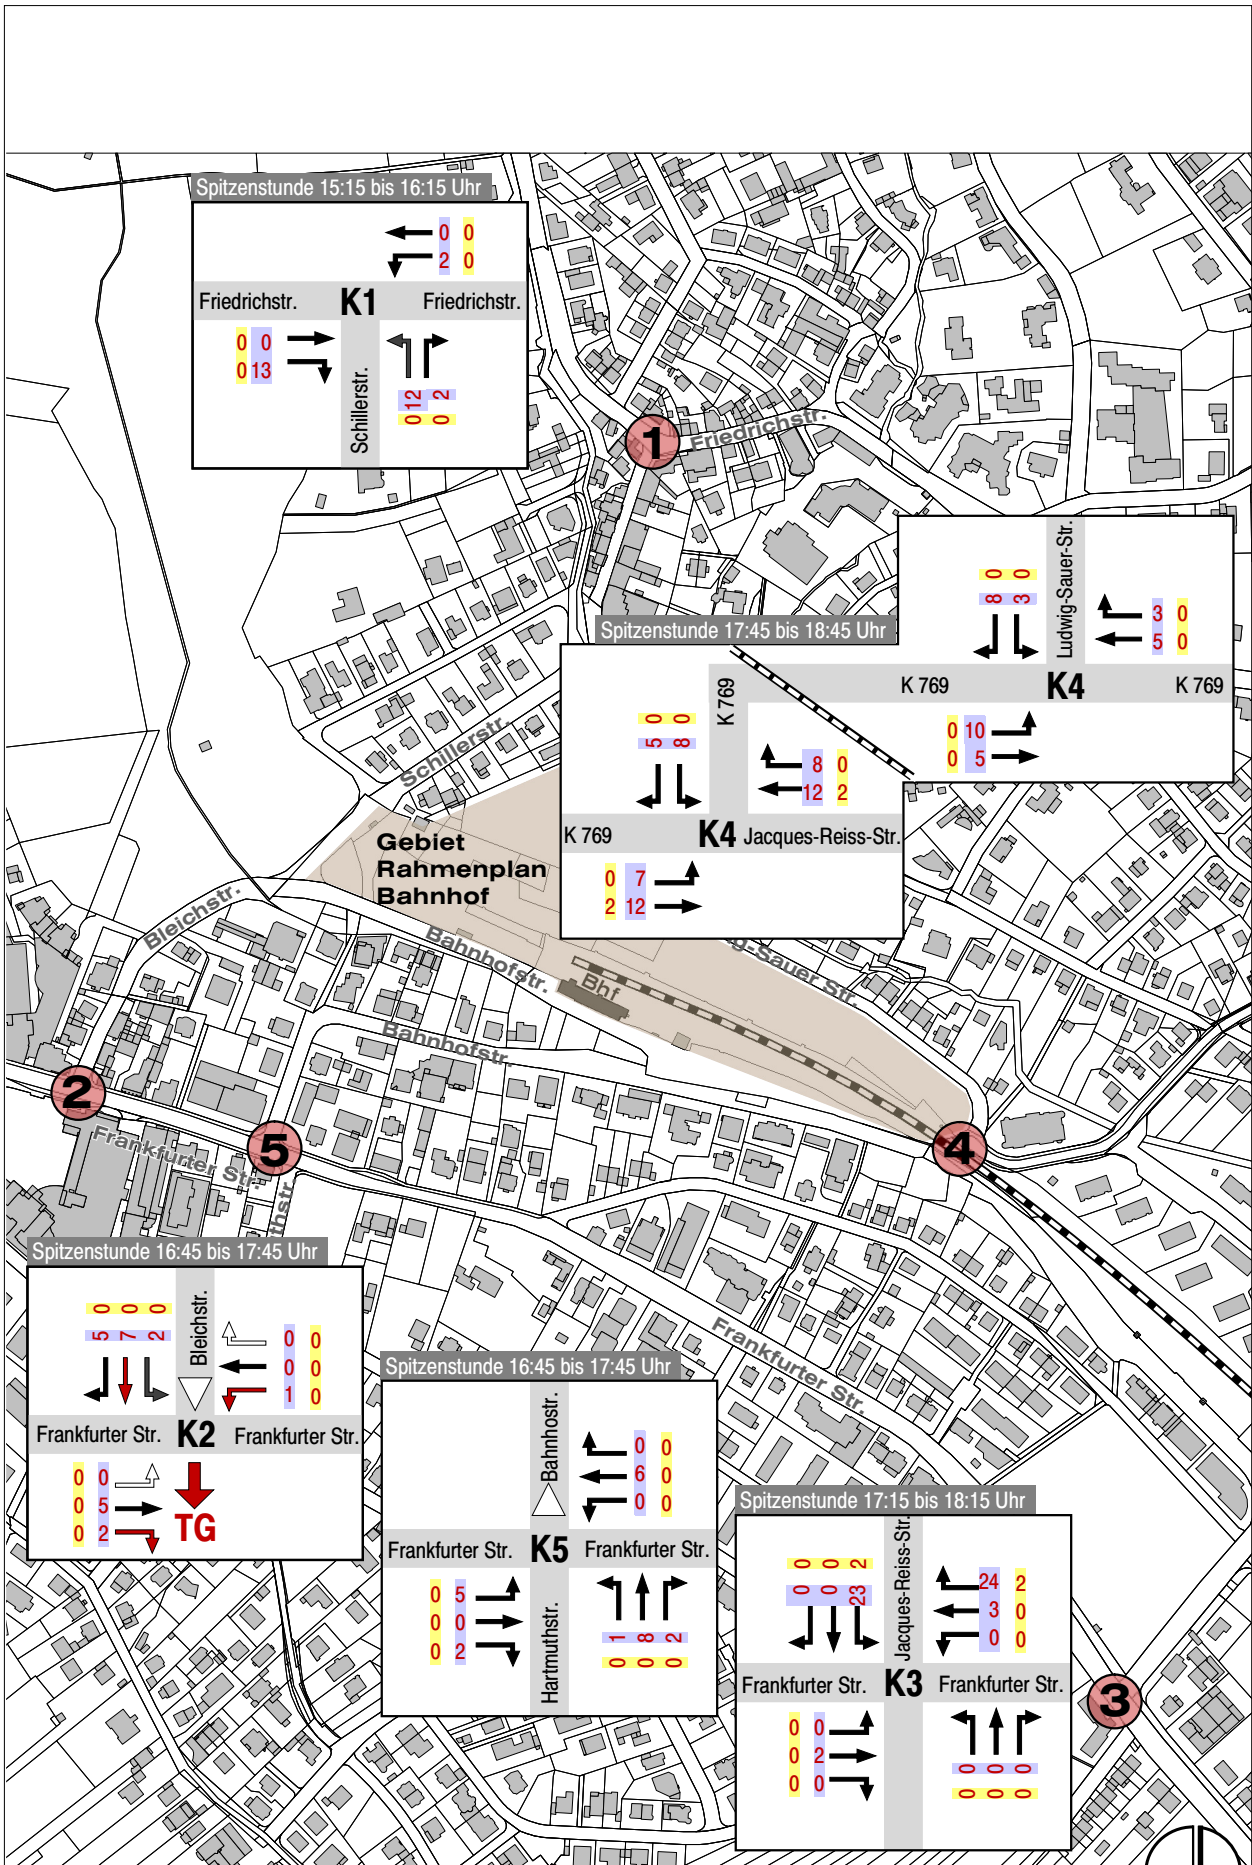 Spitzenstunde 15:15 bis 16:15 Uhr
0 0
2 0
Friedrichstr. K1 Friedrichstr.
0 0
0 13
Schillerstr.
12 2
0 0
1
Friedrichstr.
Ludwig-Sauer-Str.
0 0
8 3
3 0
5 0
K 769 K4 K 769
0 10
0 5
Spitzenstunde 17:45 bis 18:45 Uhr
K 769
0 0
5 8
8 0
12 2
K 769 K4 Jacques-Reiss-Str.
0 7
2 12
Schillerstr.
Gebiet
Rahmenplan
Bahnhof
Bleichstr.
Bahnhofstr.
g-Sauer Str.
Bhf
Bahnhofstr.
2
5
4
Frankfurter Str.
thstr.
Spitzenstunde 16:45 bis 17:45 Uhr
0 0 0
5 7 2
Bleichstr.
0 0
0 0
1 0
Frankfurter Str. K2 Frankfurter Str.
0 0
0 5
0 2
TG
Frankfurter Str.
Spitzenstunde 16:45 bis 17:45 Uhr
Bahnhostr.
0 0
6 0
0 0
Frankfurter Str. K5 Frankfurter Str.
0 5
0 0
0 2
Hartmuthstr.
1 8 2
0 0 0
Spitzenstunde 17:15 bis 18:15 Uhr
0 0 2
0 0 23
Jacques-Reiss-Str.
24 2
3 0
0 0
Frankfurter Str. K3 Frankfurter Str.
0 0
0 2
0 0
0 0 0
0 0 0
3